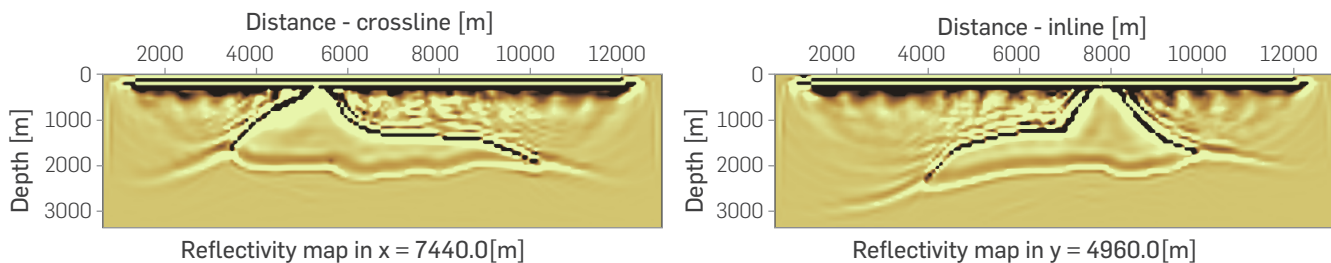 Distance - crossline [m]
2000 4000 6000 8000 10000 12000
0
1000
2000
3000
Depth [m]
Reflectivity map in x = 7440.0[m]
Distance - inline [m]
2000 4000 6000 8000 10000 12000
0
1000
2000
3000
Depth [m]
Reflectivity map in y = 4960.0[m]